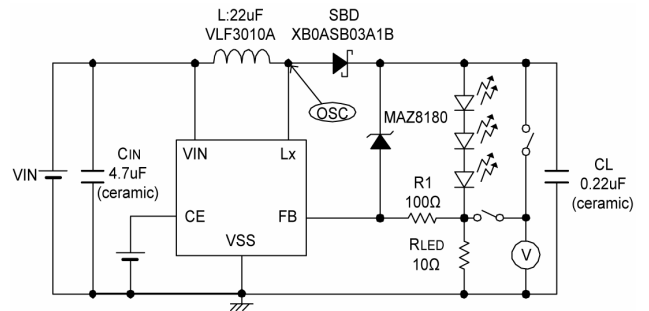 L:22uF
VLF3010A
SBD
XB0ASB03A1B
OSC
MAZ8180
VIN
CIN
4.7uF
(ceramic)
VIN
Lx
CE
FB
VSS
R1
100Ω
RLED
10Ω
V
CL
0.22uF
(ceramic)